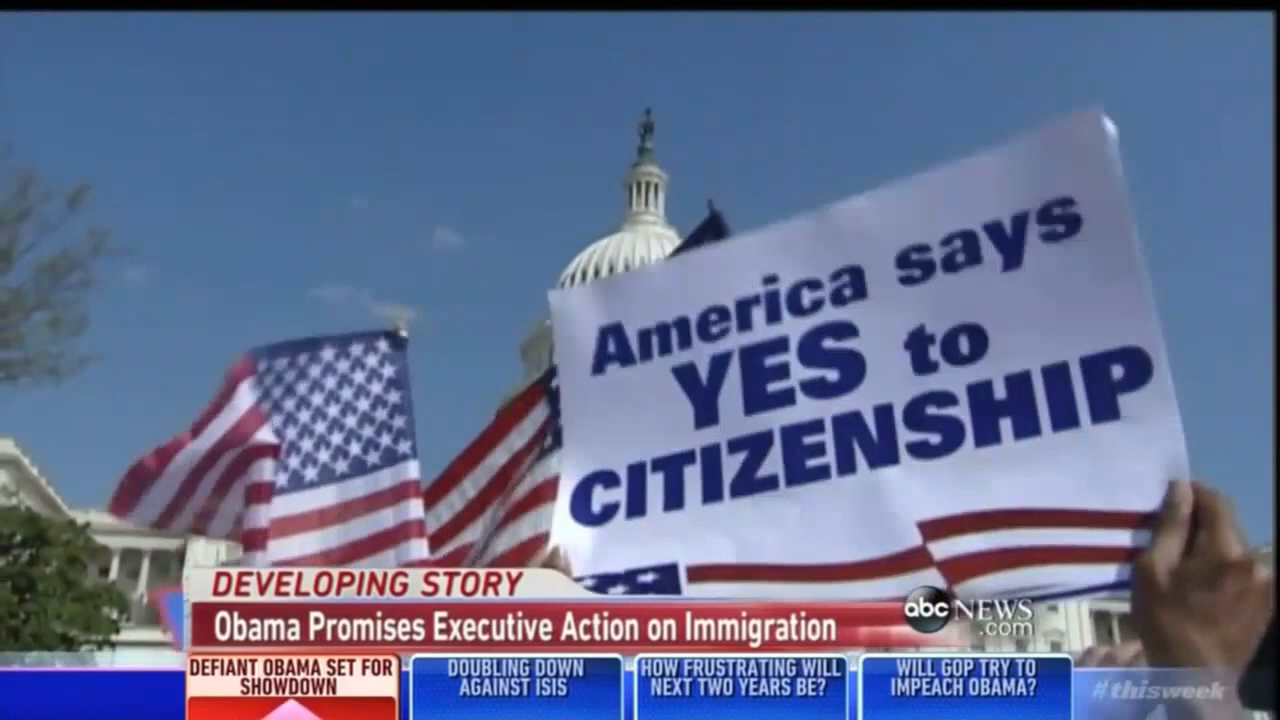 America says
YES to
CITIZENSHIP
DEVELOPING STORY
Obama Promises Executive Action on Immigration
abc NEWS
.com
DEFIANT OBAMA SET FOR
SHOWDOWN
DOUBLING DOWN
AGAINST ISIS
HOW FRUSTRATING WILL
NEXT TWO YEARS BE?
WILL GOP TRY TO
IMPEACH OBAMA?
#thisweek